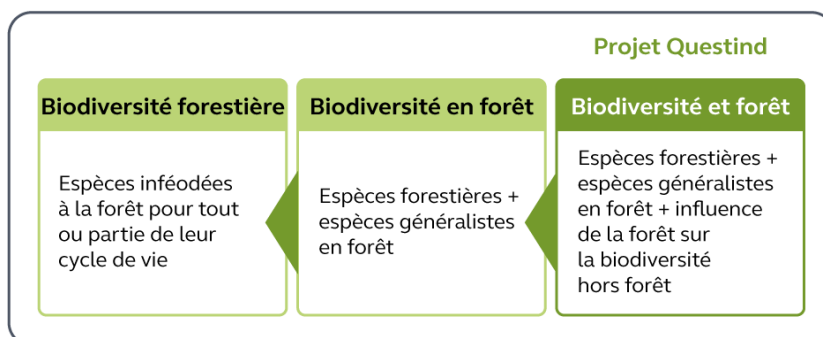 Projet Questind
Biodiversité forestière
Espèces inféodées
à la forêt pour tout
ou partie de leur
cycle de vie
Biodiversité en forêt
Espèces forestières +
espèces généralistes
en forêt
Biodiversité et forêt
Espèces forestières +
espèces généralistes
en forêt + influence
de la forêt sur
la biodiversité
hors forêt